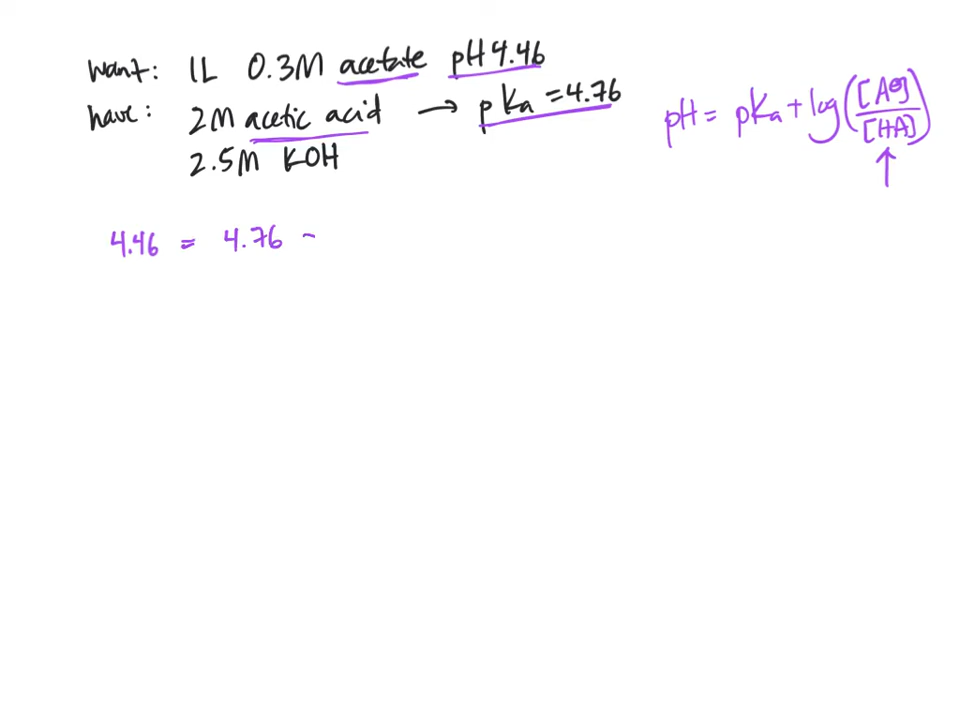 want: 1L 0.3M acetate pH 4.46
have: 2M acetic acid → pKa = 4.76
2.5M KOH
pH = pKa + log([A⊖]/[HA])
↑
4.46 = 4.76 -